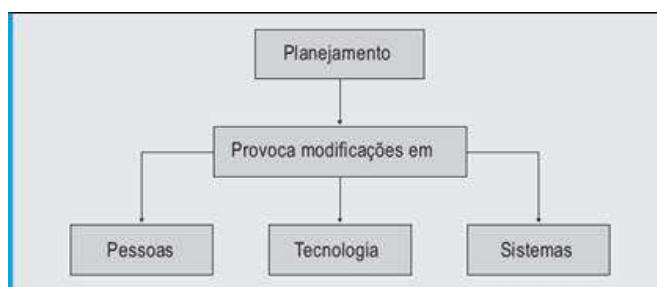 Planejamento
Provoca modificações em
Pessoas
Tecnologia
Sistemas